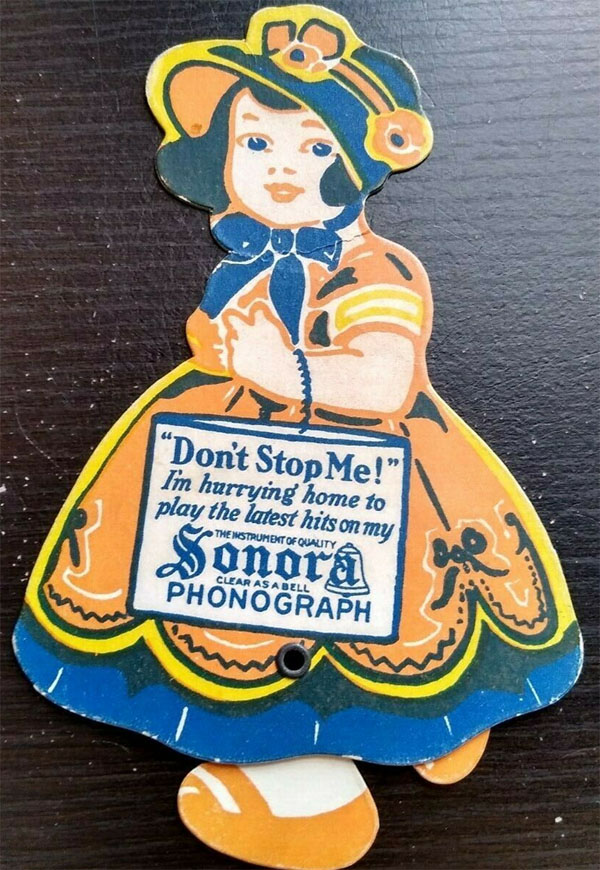 "Don't Stop Me!"
I'm hurrying home to
play the latest hits on my
THE INSTRUMENT OF QUALITY
Sonora
CLEAR AS A BELL
PHONOGRAPH